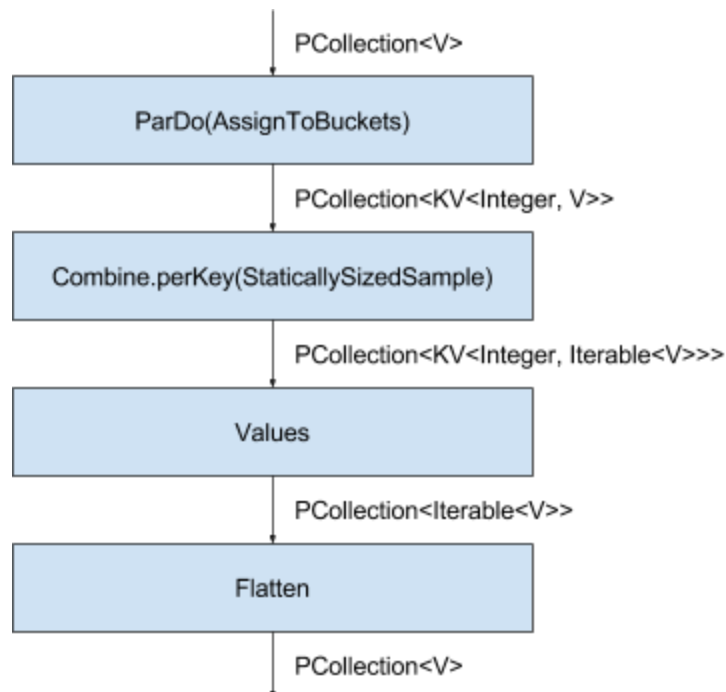 PCollection<V>
ParDo(AssignToBuckets)
PCollection<KV<Integer, V>>
Combine.perKey(StaticallySizedSample)
PCollection<KV<Integer, Iterable<V>>>
Values
PCollection<Iterable<V>>
Flatten
PCollection<V>